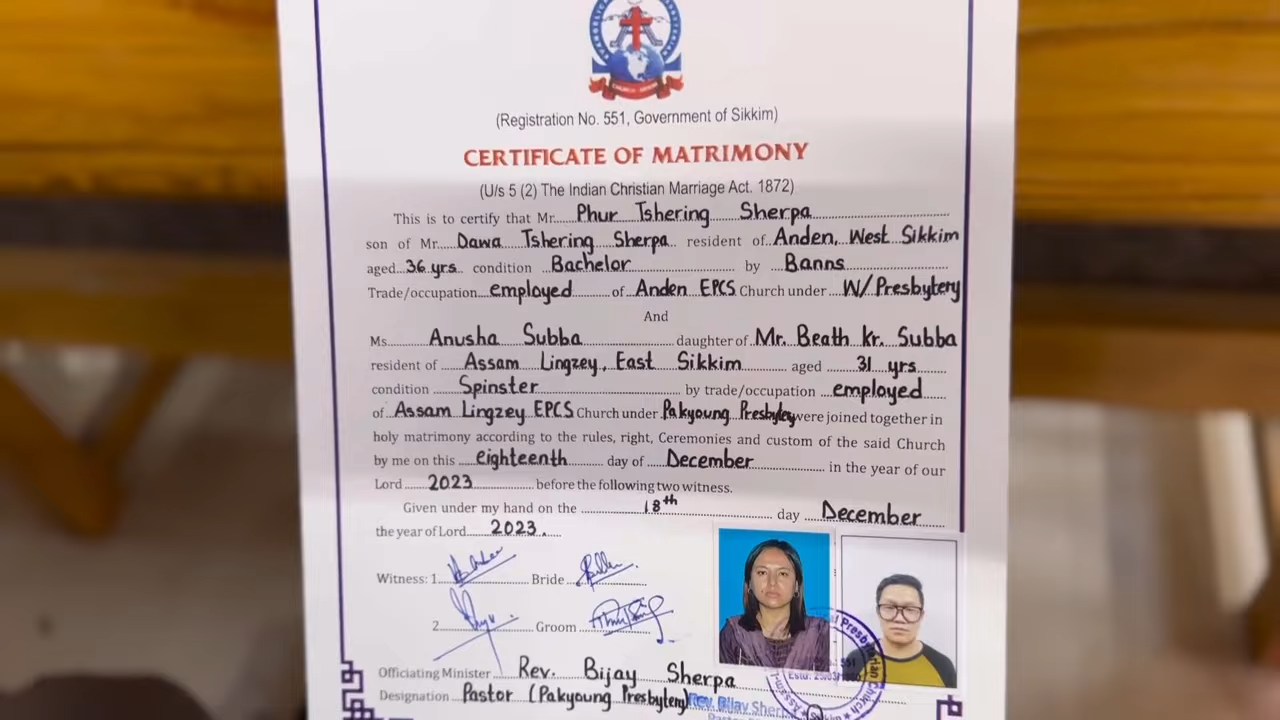 (Registration No. 551, Government of Sikkim)
CERTIFICATE OF MATRIMONY
(U/s 5 (2) The Indian Christian Marriage Act. 1872)
This is to certify that Mr. Phur Tshering Sherpa
son of Mr. Dawa Tshering Sherpa resident of Anden, West Sikkim
aged 36 yrs condition Bachelor by Banns
Trade/occupation employed of Anden EPCS Church under W/Presbytery
And
Ms. Anusha Subba daughter of Mr. Beath kr. Subba
resident of Assam Lingzey, East Sikkim aged 31 yrs
condition Spinster by trade/occupation employed
of Assam Lingzey EPCS Church under Pakyoung Presbytery were joined together in
holy matrimony according to the rules, right, Ceremonies and custom of the said Church
by me on this eighteenth day of December in the year of our
Lord 2023 before the following two witness.
Given under my hand on the 18th day December
the year of Lord 2023.
Witness: 1. Bride
2. Groom
Officiating Minister Rev. Bijay Sherpa
Designation Pastor (Pakyoung Presbytery)